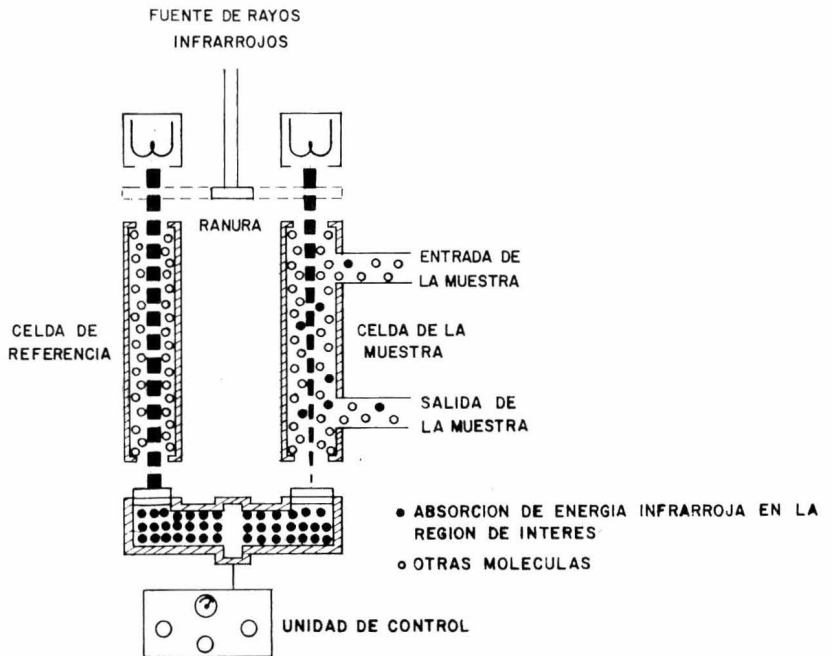 FUENTE DE RAYOS
INFRARROJOS
RANURA
ENTRADA DE
LA MUESTRA
CELDA DE
REFERENCIA
CELDA DE LA
MUESTRA
SALIDA DE
LA MUESTRA
● ABSORCION DE ENERGIA INFRARROJA EN LA
REGION DE INTERES
○ OTRAS MOLECULAS
UNIDAD DE CONTROL